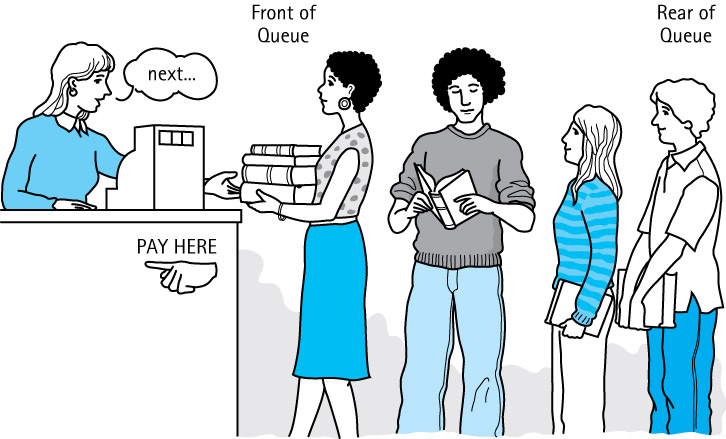 Front of
Queue
Rear of
Queue
next...
PAY HERE